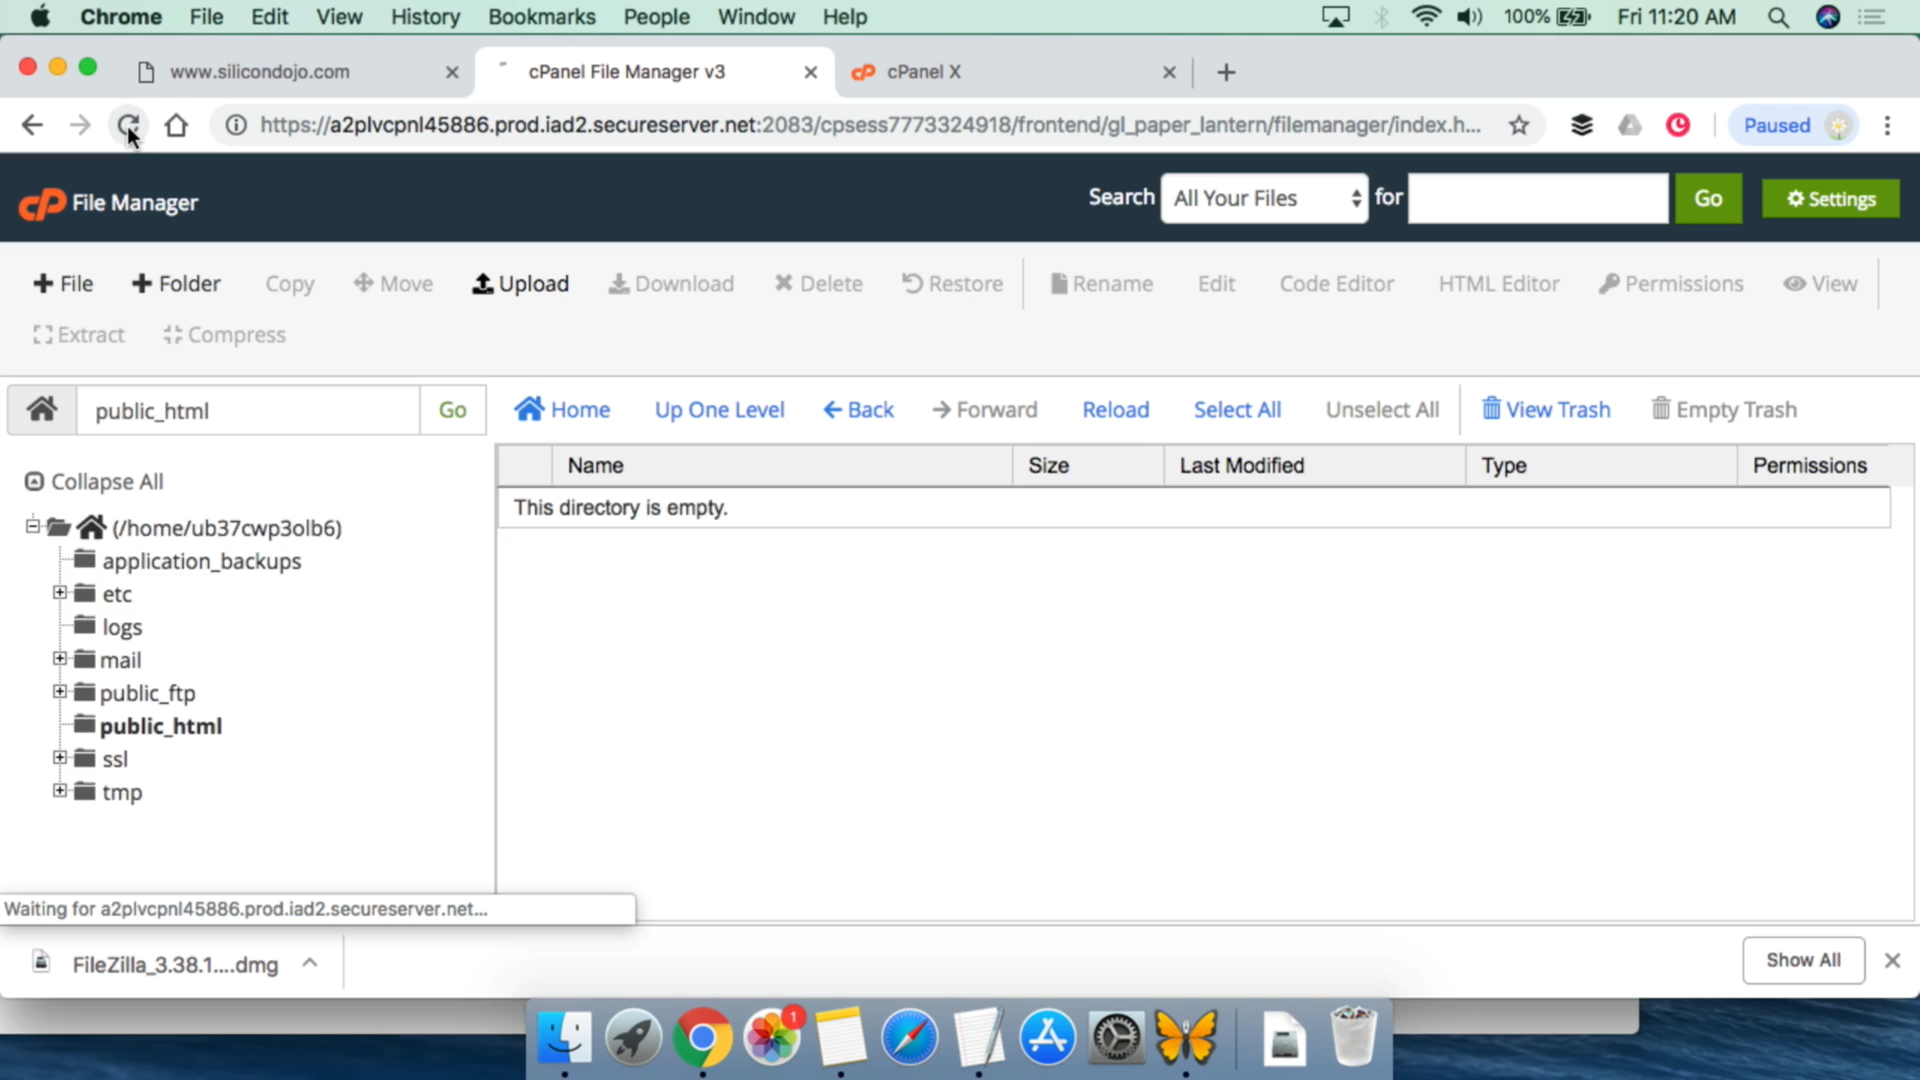 Chrome File Edit View History Bookmarks People Window Help 100% Fri 11:20 AM
www.silicondojo.com cPanel File Manager v3 cP cPanel X
https://a2plvcpnl45886.prod.iad2.secureserver.net:2083/cpsess7773324918/frontend/gl_paper_lantern/filemanager/index.h... Paused
cP File Manager Search All Your Files for Go Settings
File Folder Copy Move Upload Download Delete Restore Rename Edit Code Editor HTML Editor Permissions View
Extract Compress
public_html Go Home Up One Level Back Forward Reload Select All Unselect All View Trash Empty Trash
Name Size Last Modified Type Permissions
Collapse All
This directory is empty.
(/home/ub37cwp3olb6)
application_backups
etc
logs
mail
public_ftp
public_html
ssl
tmp
Waiting for a2plvcpnl45886.prod.iad2.secureserver.net...
FileZilla_3.38.1....dmg Show All
1